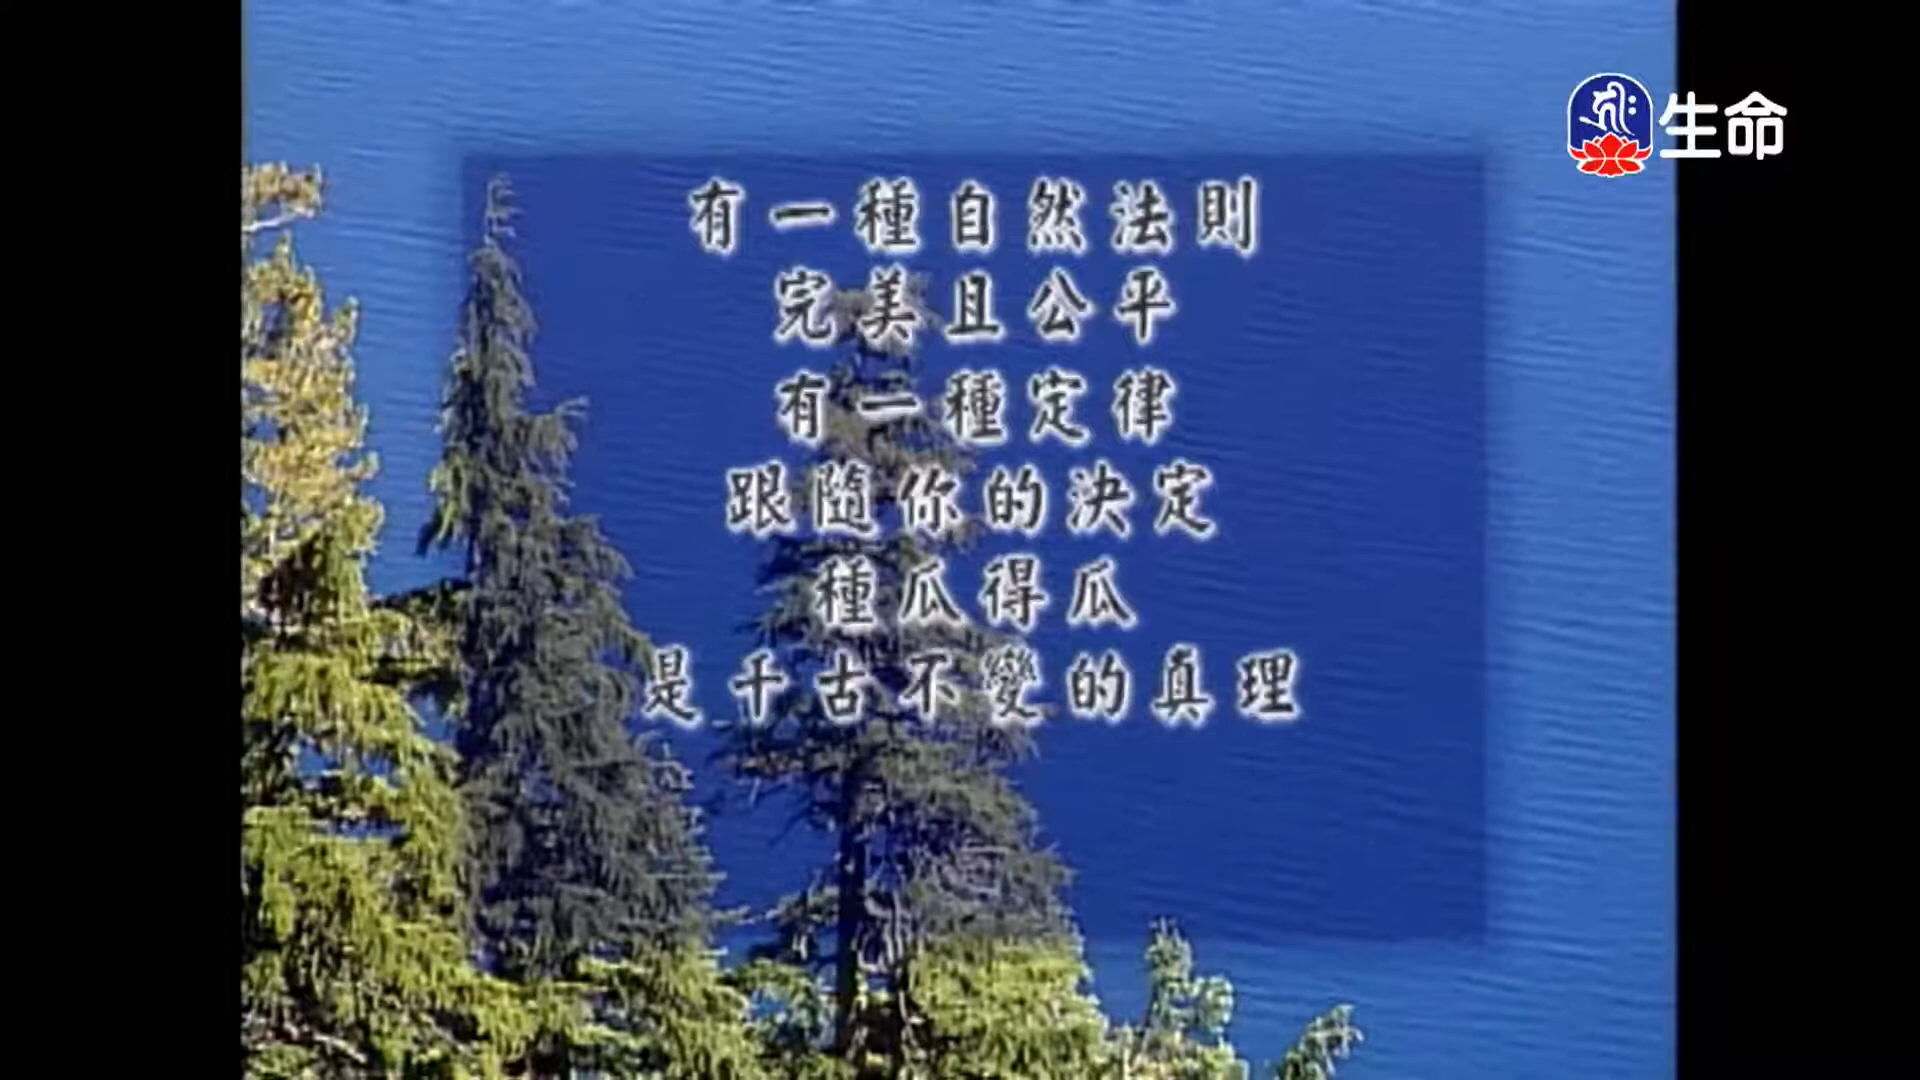 生命
有一種自然法則
完美且公平
有一種定律
跟隨你的決定
種瓜得瓜
是千古不變的真理